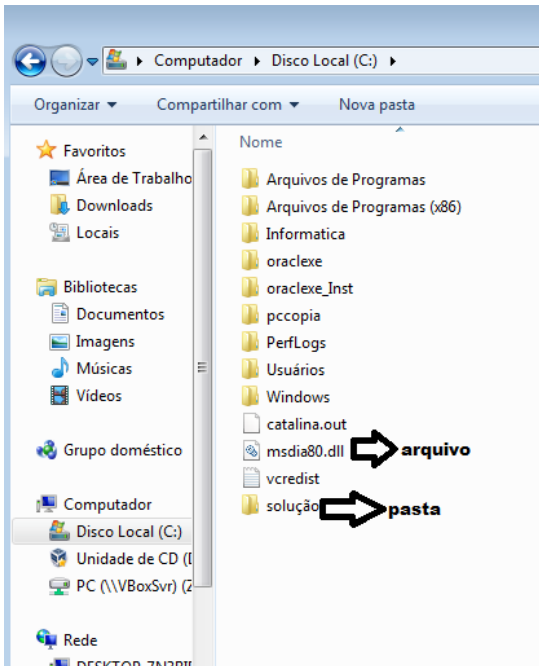 Computador Disco Local (C:)
Organizar Compartilhar com Nova pasta
Favoritos
Área de Trabalho
Downloads
Locais
Bibliotecas
Documentos
Imagens
Músicas
Vídeos
Grupo doméstico
Computador
Disco Local (C:)
Unidade de CD (
PC (\\VBoxSvr) (Z
Rede
Nome
Arquivos de Programas
Arquivos de Programas (x86)
Informatica
oraclexe
oraclexe_Inst
pccopia
PerfLogs
Usuários
Windows
catalina.out
msdia80.dll arquivo
vcredist
solução pasta